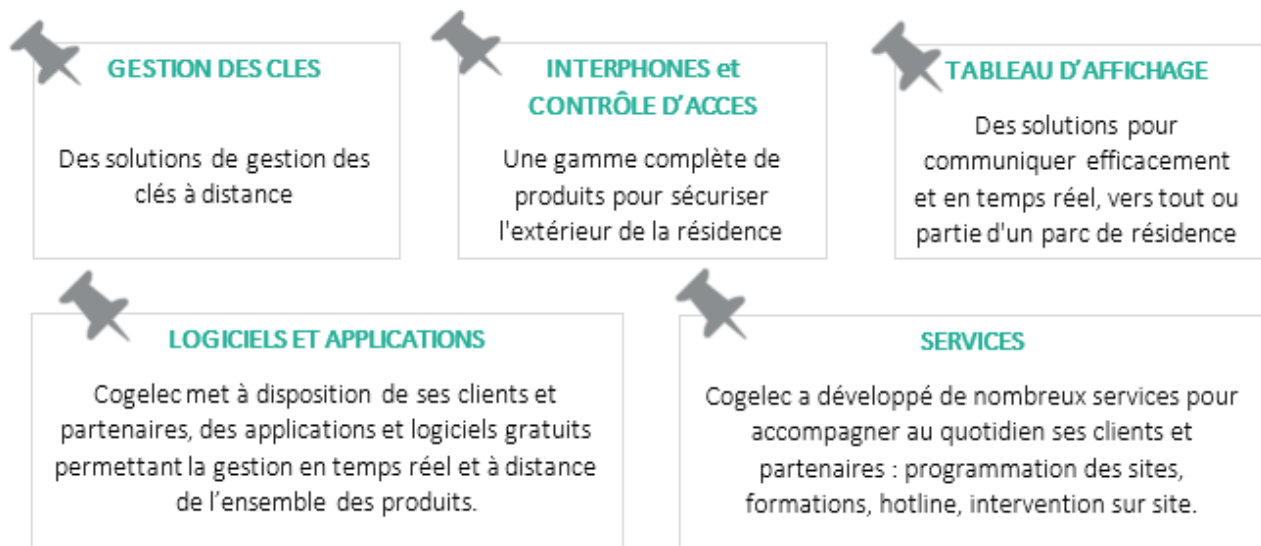 GESTION DES CLES
Des solutions de gestion des
clés à distance
INTERPHONES et
CONTRÔLE D'ACCES
Une gamme complète de
produits pour sécuriser
l'extérieur de la résidence
TABLEAU D'AFFICHAGE
Des solutions pour
communiquer efficacement
et en temps réel, vers tout ou
partie d'un parc de résidence
LOGICIELS ET APPLICATIONS
Cogelec met à disposition de ses clients et
partenaires, des applications et logiciels gratuits
permettant la gestion en temps réel et à distance
de l'ensemble des produits.
SERVICES
Cogelec a développé de nombreux services pour
accompagner au quotidien ses clients et
partenaires : programmation des sites,
formations, hotline, intervention sur site.